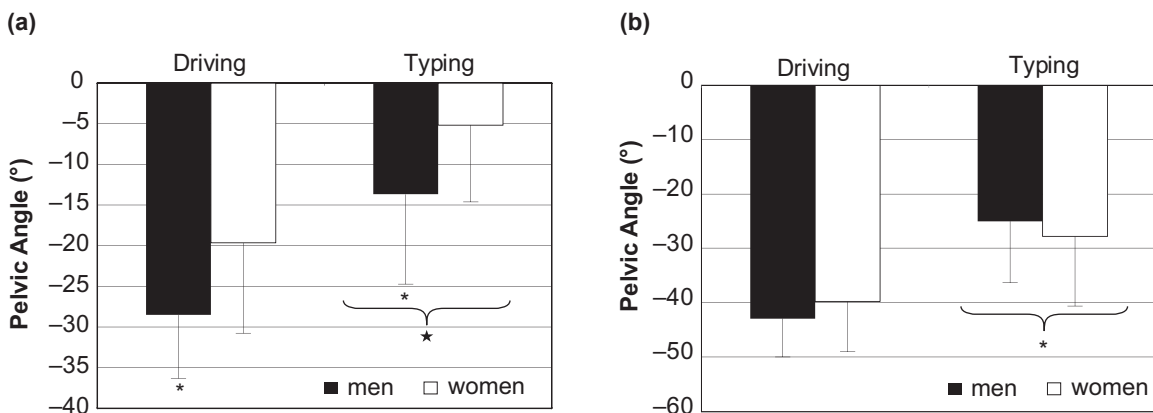 (a)
Driving Typing
0
–5
–10
–15
–20
–25
–30
–35
–40
Pelvic Angle (°)
*
*
★
men women
(b)
Driving Typing
0
–10
–20
–30
–40
–50
–60
Pelvic Angle (°)
*
men women